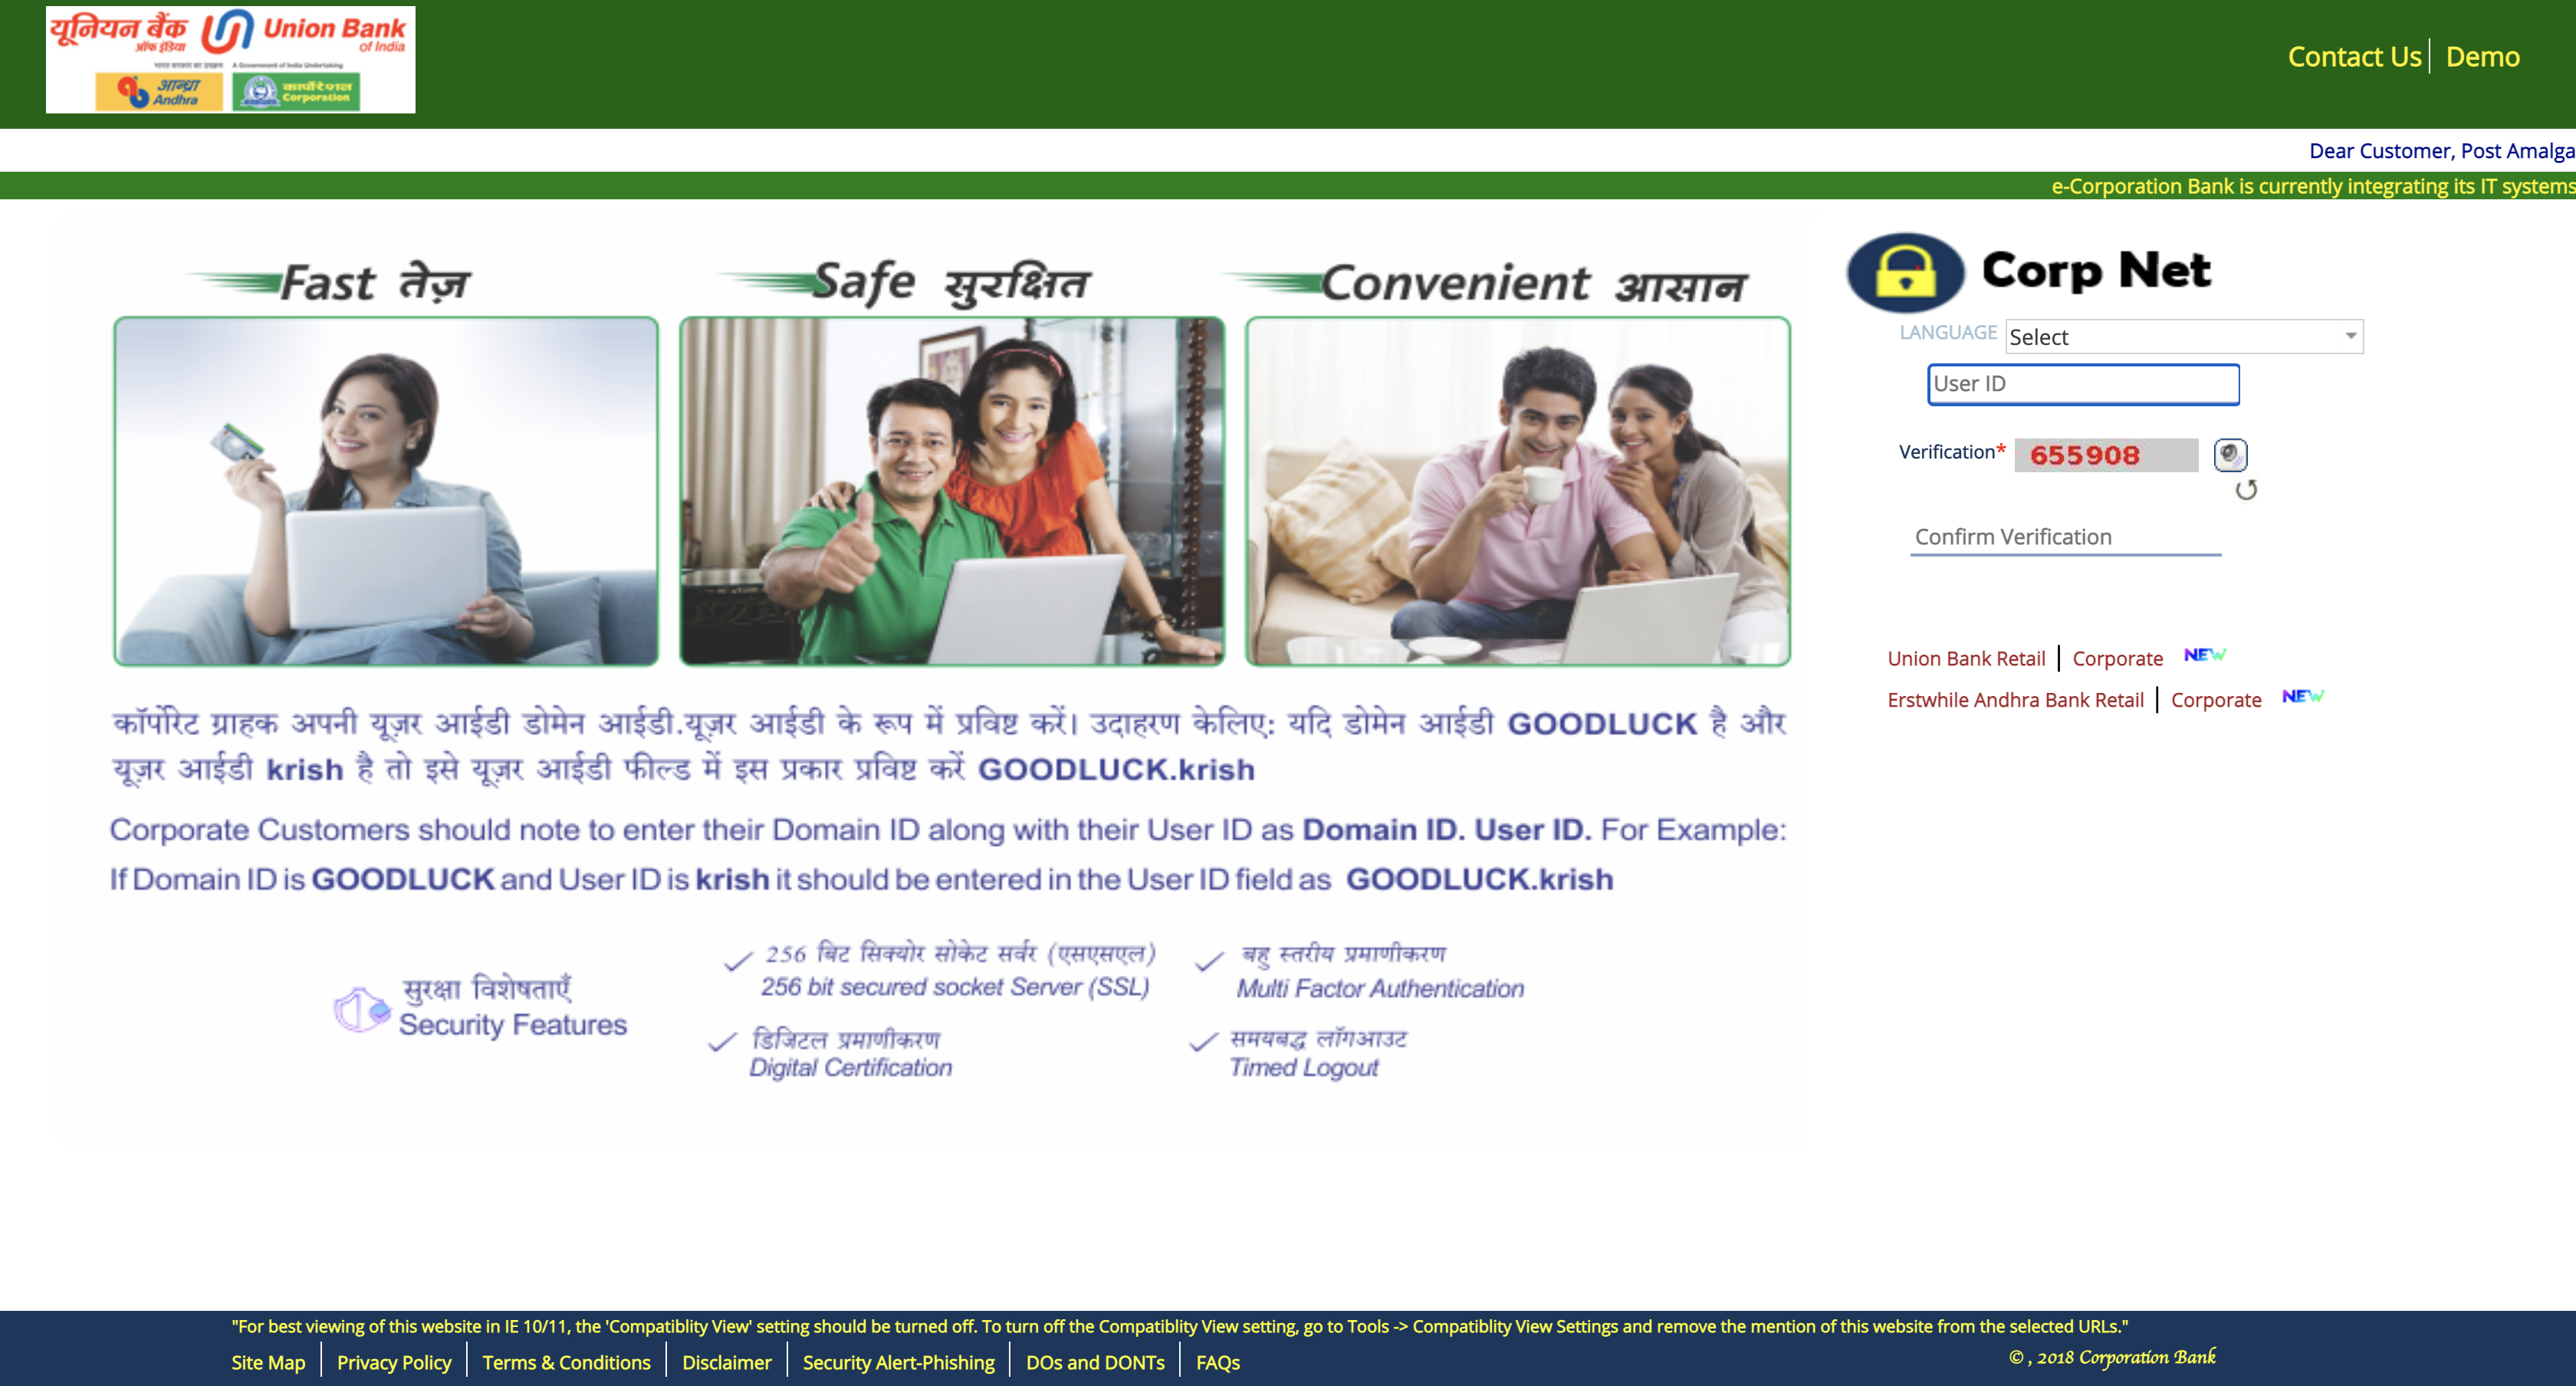 यूनियन बैंक
ऑफ इंडिया
Union Bank
of India
भारत सरकार का उपक्रम A Government of India Undertaking
आन्ध्रा
Andhra
कार्पोरेशन
Corporation
Contact Us
Demo
Dear Customer, Post Amalga
e-Corporation Bank is currently integrating its IT systems
Fast तेज़
Safe सुरक्षित
Convenient आसान
Corp Net
LANGUAGE Select
User ID
Verification* 655908
Confirm Verification
Union Bank Retail | Corporate NEW
Erstwhile Andhra Bank Retail | Corporate NEW
कॉर्पोरेट ग्राहक अपनी यूज़र आईडी डोमेन आईडी.यूज़र आईडी के रूप में प्रविष्ट करें। उदाहरण केलिए: यदि डोमेन आईडी GOODLUCK है और
यूज़र आईडी krish है तो इसे यूज़र आईडी फील्ड में इस प्रकार प्रविष्ट करें GOODLUCK.krish
Corporate Customers should note to enter their Domain ID along with their User ID as Domain ID. User ID. For Example:
If Domain ID is GOODLUCK and User ID is krish it should be entered in the User ID field as GOODLUCK.krish
सुरक्षा विशेषताएँ
Security Features
256 बिट सिक्योर सोकेट सर्वर (एसएसएल)
256 bit secured socket Server (SSL)
बहु स्तरीय प्रमाणीकरण
Multi Factor Authentication
डिजिटल प्रमाणीकरण
Digital Certification
समयबद्ध लॉगआउट
Timed Logout
"For best viewing of this website in IE 10/11, the 'Compatiblity View' setting should be turned off. To turn off the Compatiblity View setting, go to Tools -> Compatiblity View Settings and remove the mention of this website from the selected URLs."
Site Map | Privacy Policy | Terms & Conditions | Disclaimer | Security Alert-Phishing | DOs and DONTs | FAQs
© , 2018 Corporation Bank